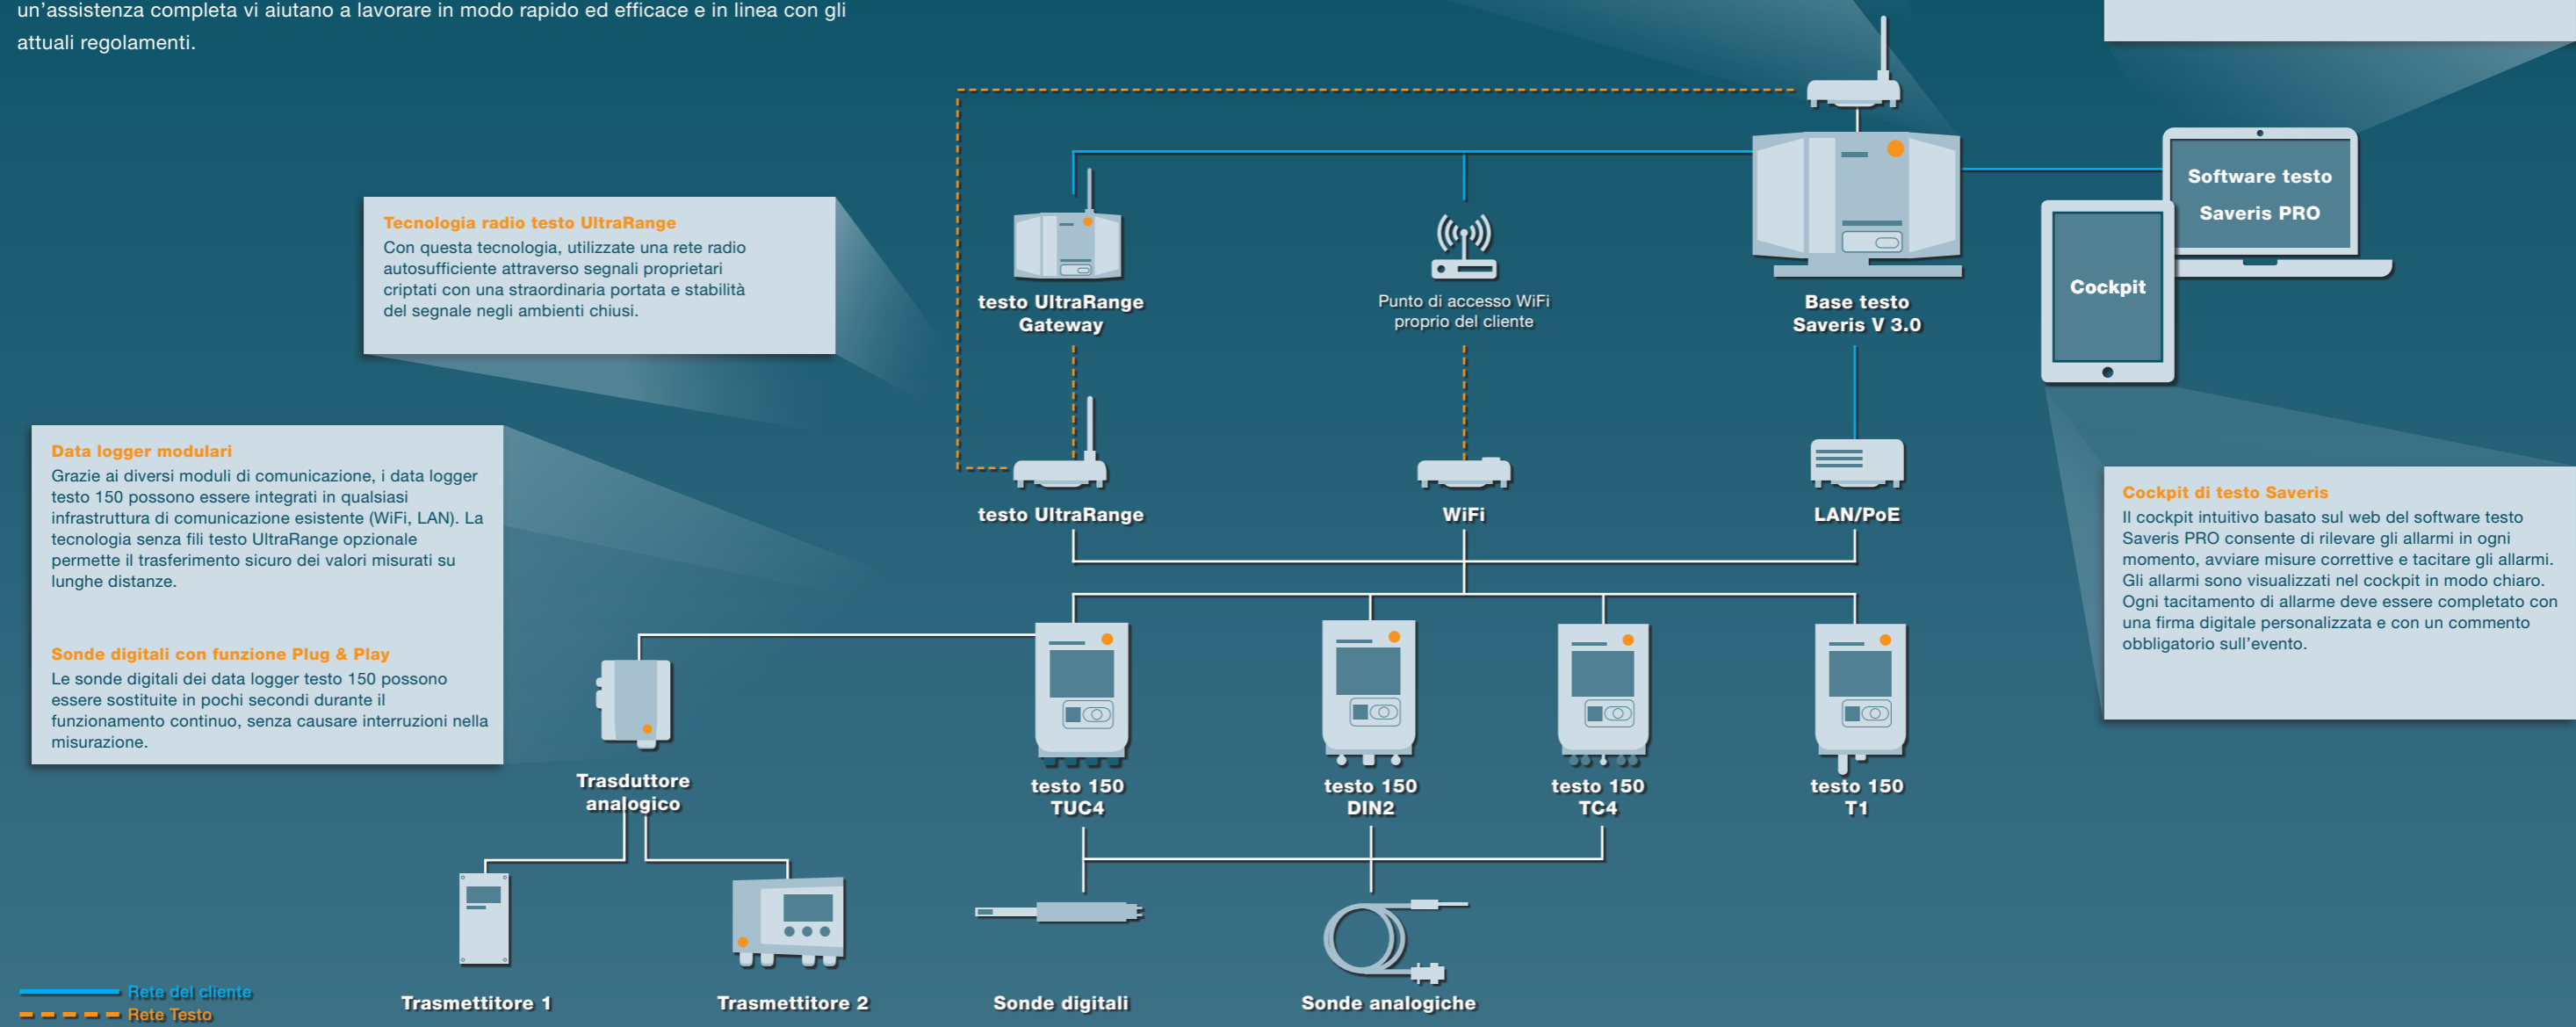 un'assistenza completa vi aiutano a lavorare in modo rapido ed efficace e in linea con gli
attuali regolamenti.
Tecnologia radio testo UltraRange
Con questa tecnologia, utilizzate una rete radio
autosufficiente attraverso segnali proprietari
criptati con una straordinaria portata e stabilità
del segnale negli ambienti chiusi.
testo UltraRange
Gateway
Punto di accesso WiFi
proprio del cliente
Base testo
Saveris V 3.0
Software testo
Saveris PRO
Cockpit
Data logger modulari
Grazie ai diversi moduli di comunicazione, i data logger
testo 150 possono essere integrati in qualsiasi
infrastruttura di comunicazione esistente (WiFi, LAN). La
tecnologia senza fili testo UltraRange opzionale
permette il trasferimento sicuro dei valori misurati su
lunghe distanze.
Sonde digitali con funzione Plug & Play
Le sonde digitali dei data logger testo 150 possono
essere sostituite in pochi secondi durante il
funzionamento continuo, senza causare interruzioni nella
misurazione.
testo UltraRange
WiFi
LAN/PoE
Cockpit di testo Saveris
Il cockpit intuitivo basato sul web del software testo
Saveris PRO consente di rilevare gli allarmi in ogni
momento, avviare misure correttive e tacitare gli allarmi.
Gli allarmi sono visualizzati nel cockpit in modo chiaro.
Ogni tacitamento di allarme deve essere completato con
una firma digitale personalizzata e con un commento
obbligatorio sull'evento.
Trasduttore
analogico
testo 150
TUC4
testo 150
DIN2
testo 150
TC4
testo 150
T1
Trasmettitore 1
Trasmettitore 2
Sonde digitali
Sonde analogiche
Rete del cliente
Rete Testo